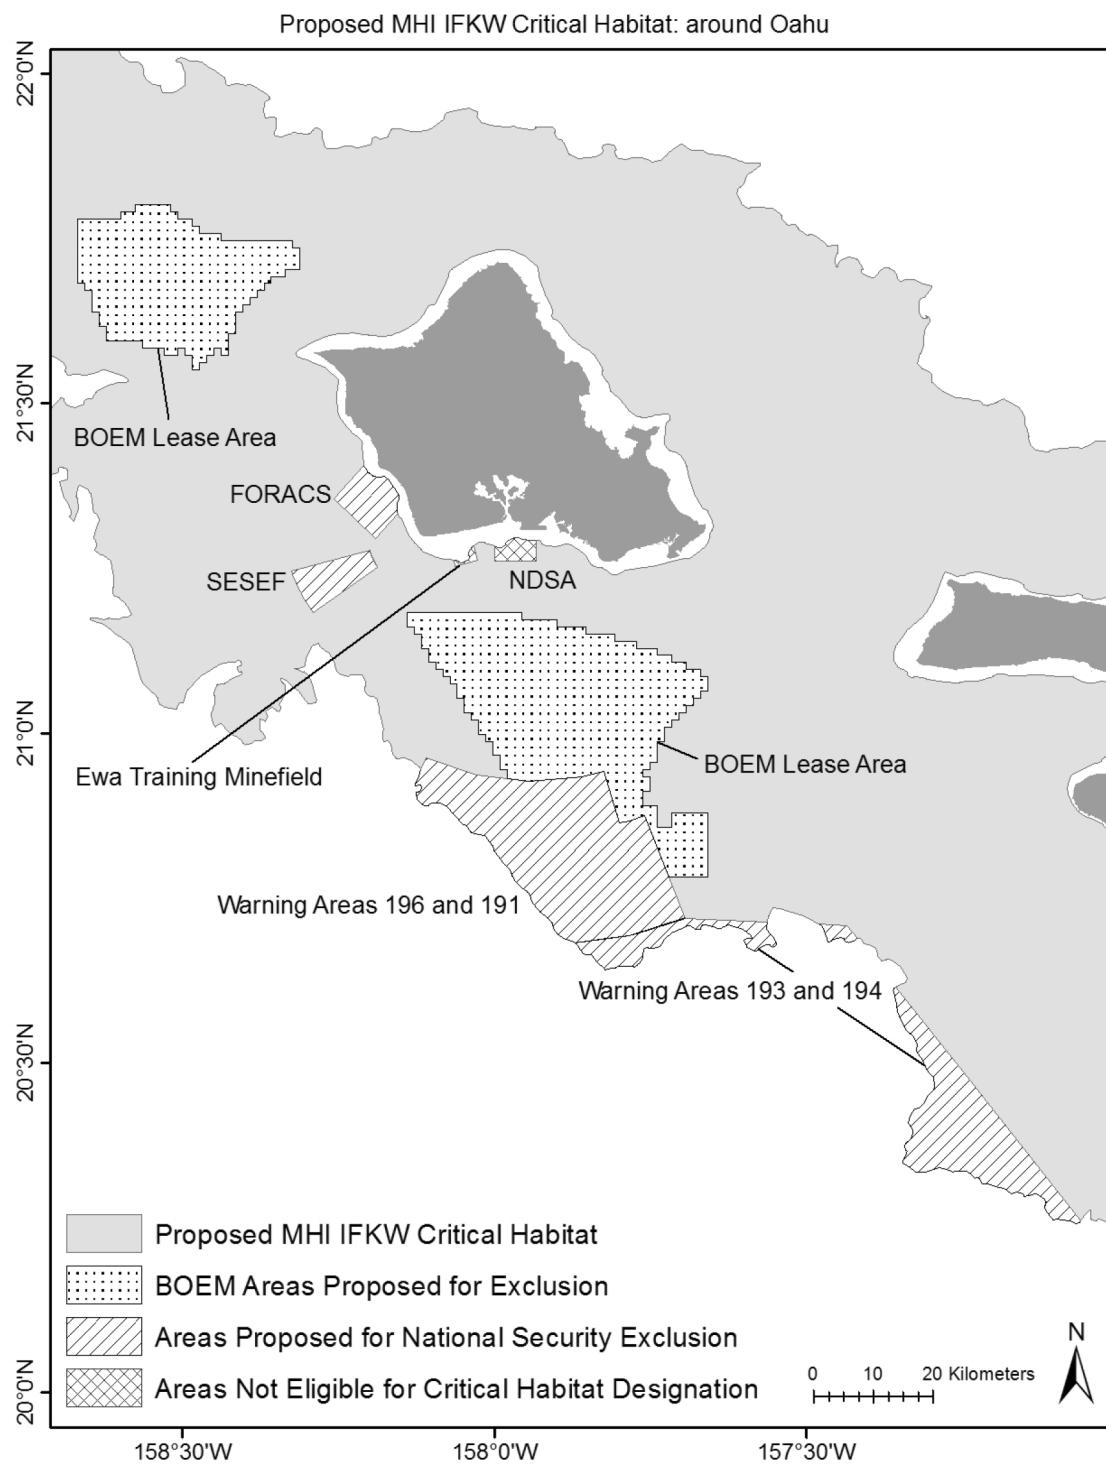 Proposed MHI IFKW Critical Habitat: around Oahu
22°0'N
21°30'N
21°0'N
20°30'N
20°0'N
BOEM Lease Area
FORACS
SESEF
NDSA
Ewa Training Minefield
BOEM Lease Area
Warning Areas 196 and 191
Warning Areas 193 and 194
Proposed MHI IFKW Critical Habitat
BOEM Areas Proposed for Exclusion
Areas Proposed for National Security Exclusion
Areas Not Eligible for Critical Habitat Designation
0 10 20 Kilometers
N
158°30'W 158°0'W 157°30'W